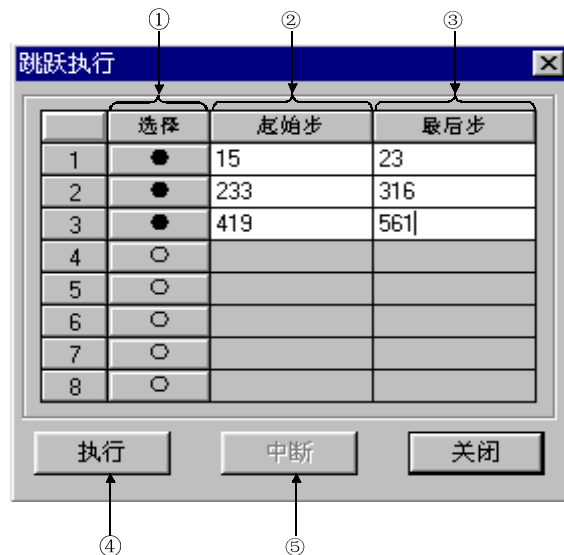 ① ② ③
跳跃执行
选择 起始步 最后步
1 ● 15 23
2 ● 233 316
3 ● 419 561
4 ○
5 ○
6 ○
7 ○
8 ○
执行 中断 关闭
④ ⑤